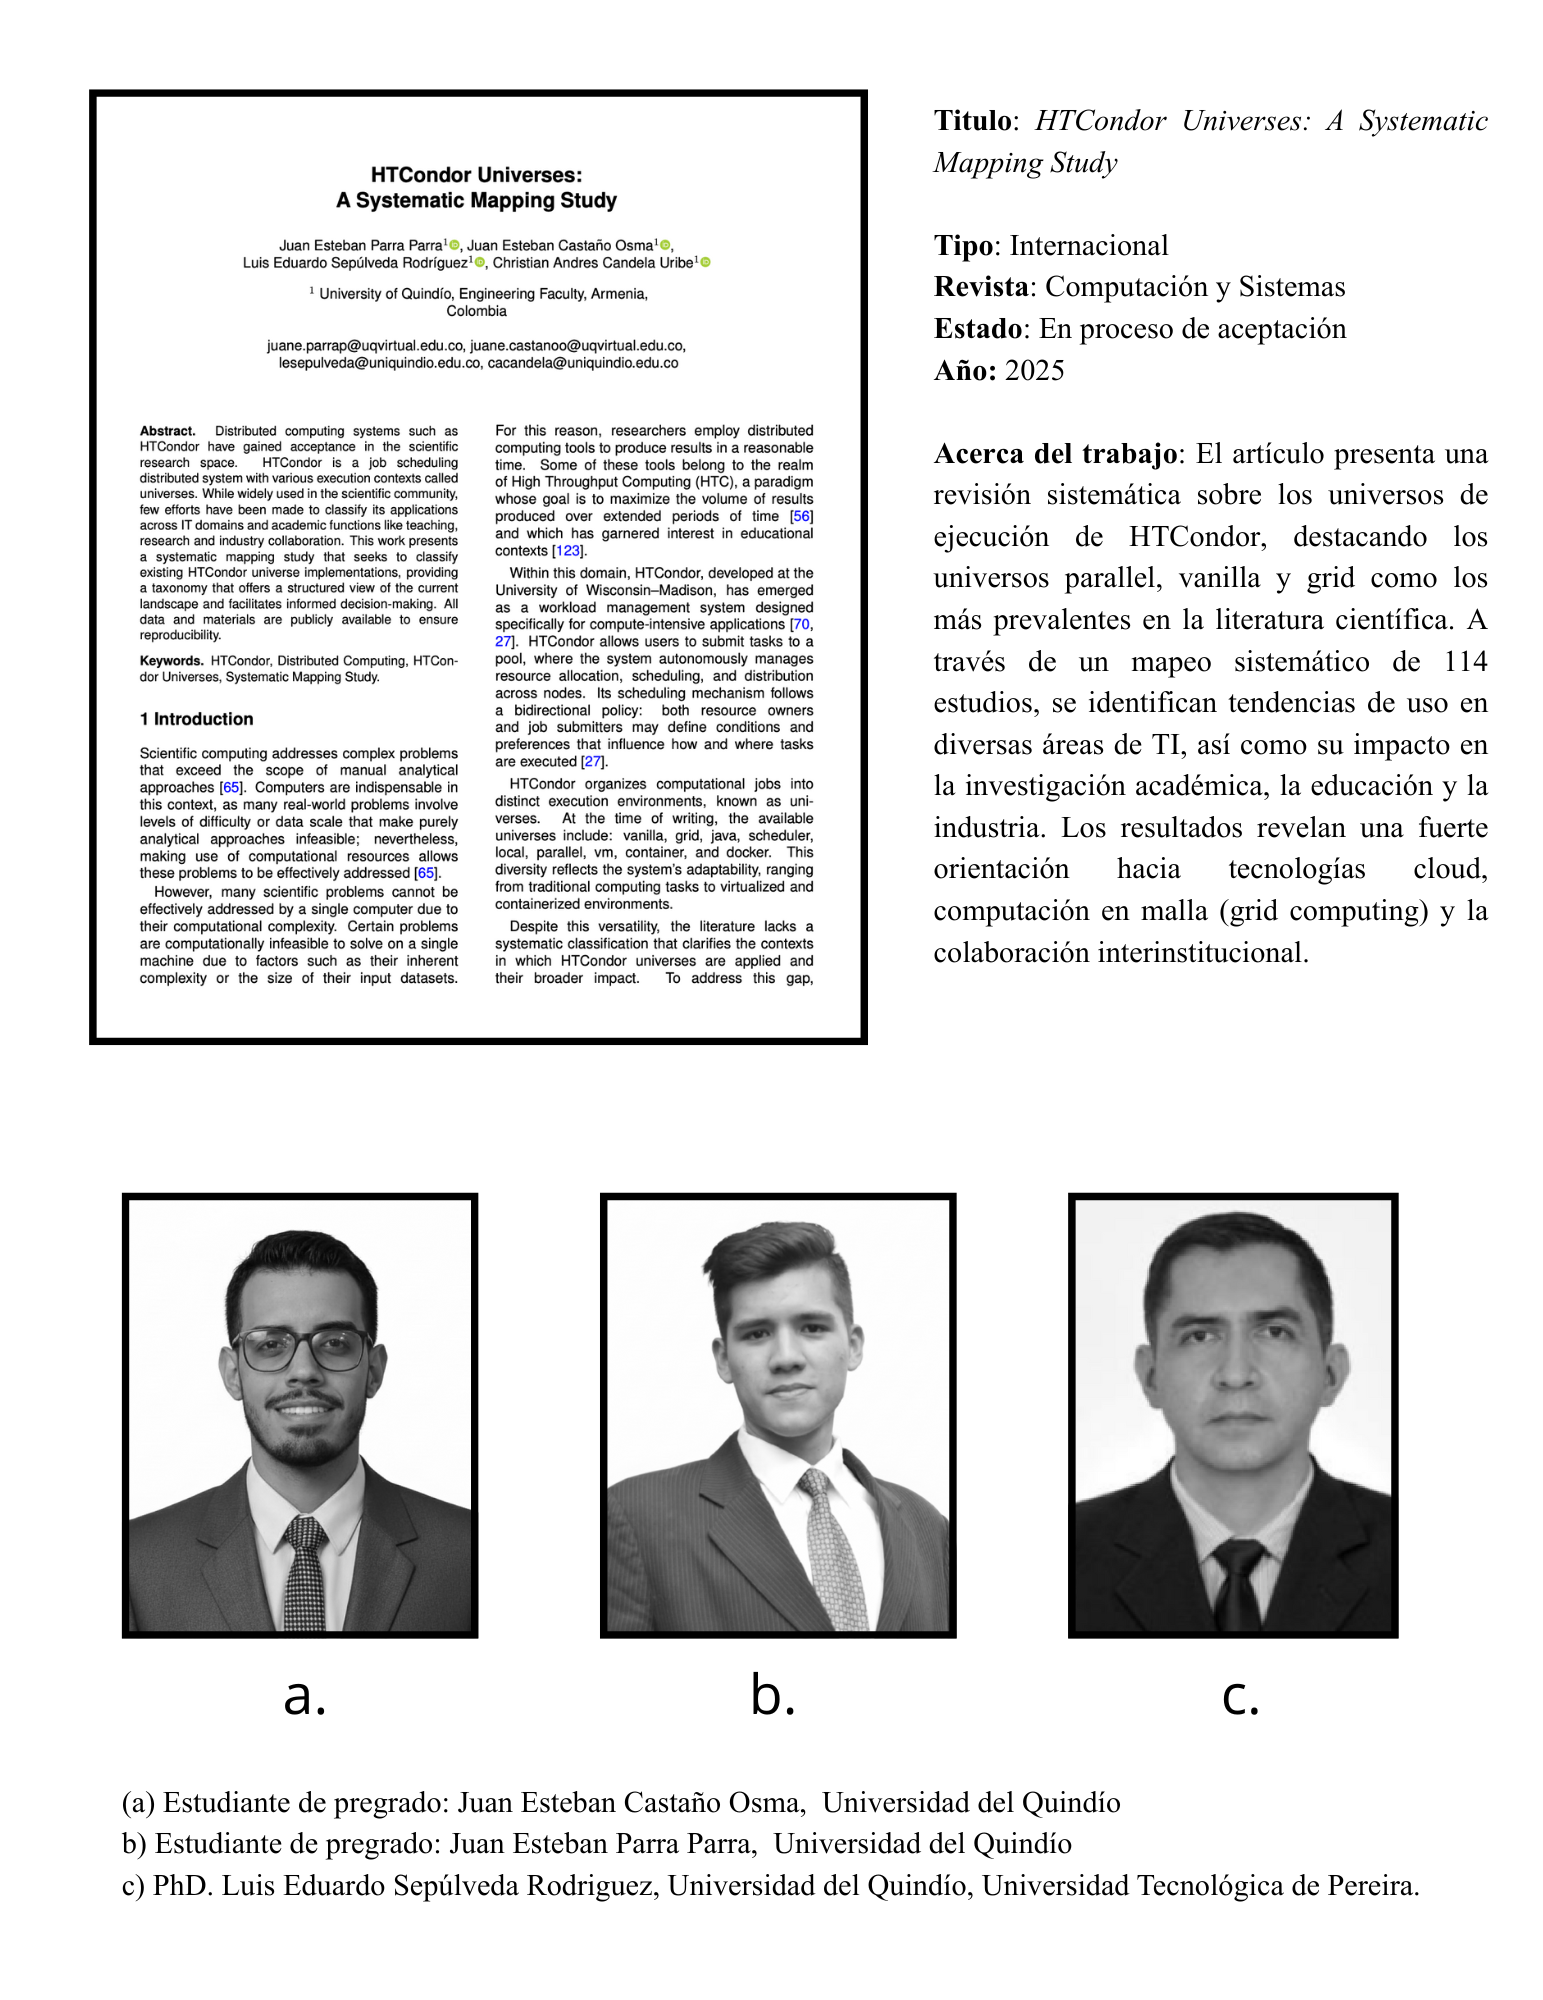 HTCondor Universes:
A Systematic Mapping Study
Juan Esteban Parra Parra1, Juan Esteban Castaño Osma1,
Luis Eduardo Sepúlveda Rodríguez1, Christian Andres Candela Uribe1
1 University of Quindío, Engineering Faculty, Armenia,
Colombia
juane.parrap@uqvirtual.edu.co, juane.castanoo@uqvirtual.edu.co,
lesepulveda@uniquindio.edu.co, cacandela@uniquindio.edu.co
Abstract. Distributed computing systems such as
HTCondor have gained acceptance in the scientific
research space. HTCondor is a job scheduling
distributed system with various execution contexts called
universes. While widely used in the scientific community,
few efforts have been made to classify its applications
across IT domains and academic functions like teaching,
research and industry collaboration. This work presents
a systematic mapping study that seeks to classify
existing HTCondor universe implementations, providing
a taxonomy that offers a structured view of the current
landscape and facilitates informed decision-making. All
data and materials are publicly available to ensure
reproducibility.
Keywords. HTCondor, Distributed Computing, HTCon-
dor Universes, Systematic Mapping Study.
1 Introduction
Scientific computing addresses complex problems
that exceed the scope of manual analytical
approaches [65]. Computers are indispensable in
this context, as many real-world problems involve
levels of difficulty or data scale that make purely
analytical approaches infeasible; nevertheless,
making use of computational resources allows
these problems to be effectively addressed [65].
However, many scientific problems cannot be
effectively addressed by a single computer due to
their computational complexity. Certain problems
are computationally infeasible to solve on a single
machine due to factors such as their inherent
complexity or the size of their input datasets.
For this reason, researchers employ distributed
computing tools to produce results in a reasonable
time. Some of these tools belong to the realm
of High Throughput Computing (HTC), a paradigm
whose goal is to maximize the volume of results
produced over extended periods of time [56]
and which has garnered interest in educational
contexts [123].
Within this domain, HTCondor, developed at the
University of Wisconsin–Madison, has emerged
as a workload management system designed
specifically for compute-intensive applications [70,
27]. HTCondor allows users to submit tasks to a
pool, where the system autonomously manages
resource allocation, scheduling, and distribution
across nodes. Its scheduling mechanism follows
a bidirectional policy: both resource owners
and job submitters may define conditions and
preferences that influence how and where tasks
are executed [27].
HTCondor organizes computational jobs into
distinct execution environments, known as uni-
verses. At the time of writing, the available
universes include: vanilla, grid, java, scheduler,
local, parallel, vm, container, and docker. This
diversity reflects the system's adaptability, ranging
from traditional computing tasks to virtualized and
containerized environments.
Despite this versatility, the literature lacks a
systematic classification that clarifies the contexts
in which HTCondor universes are applied and
their broader impact. To address this gap,
Titulo: HTCondor Universes: A Systematic
Mapping Study
Tipo: Internacional
Revista: Computación y Sistemas
Estado: En proceso de aceptación
Año: 2025
Acerca del trabajo: El artículo presenta una
revisión sistemática sobre los universos de
ejecución de HTCondor, destacando los
universos parallel, vanilla y grid como los
más prevalentes en la literatura científica. A
través de un mapeo sistemático de 114
estudios, se identifican tendencias de uso en
diversas áreas de TI, así como su impacto en
la investigación académica, la educación y la
industria. Los resultados revelan una fuerte
orientación hacia tecnologías cloud,
computación en malla (grid computing) y la
colaboración interinstitucional.
a.
b.
c.
(a) Estudiante de pregrado: Juan Esteban Castaño Osma, Universidad del Quindío
b) Estudiante de pregrado: Juan Esteban Parra Parra, Universidad del Quindío
c) PhD. Luis Eduardo Sepúlveda Rodriguez, Universidad del Quindío, Universidad Tecnológica de Pereira.